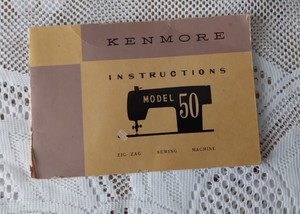 KENMORE
INSTRUCTIONS
MODEL
50
ZIG-ZAG SEWING MACHINE